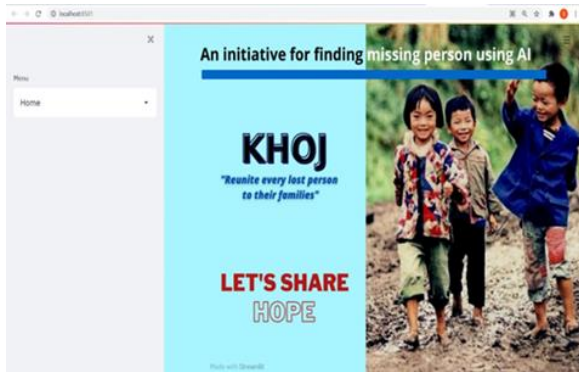 localhost:8501
X
Menu
Home
An initiative for finding missing person using AI
KHOJ
"Reunite every lost person
to their families"
LET'S SHARE
HOPE
Made with Streamlit